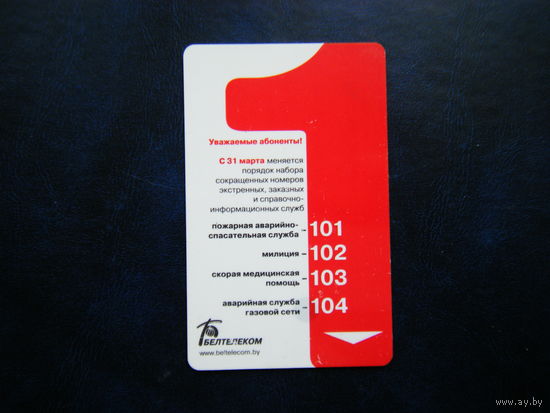 1
Уважаемые абоненты!
С 31 марта меняется
порядок набора
сокращенных номеров
экстренных, заказных
и справочно-
информационных служб
пожарная аварийно-
спасательная служба – 101
милиция – 102
скорая медицинская
помощь – 103
аварийная служба
газовой сети – 104
БЕЛТЕЛЕКОМ
www.beltelecom.by
www.ay.by